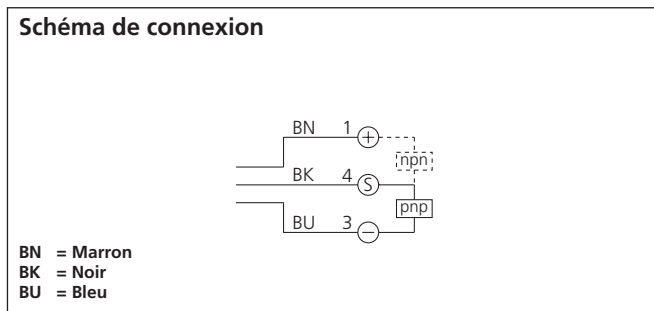 Schéma de connexion
BN 1 +
npn
BK 4 S
pnp
BU 3 −
BN = Marron
BK = Noir
BU = Bleu